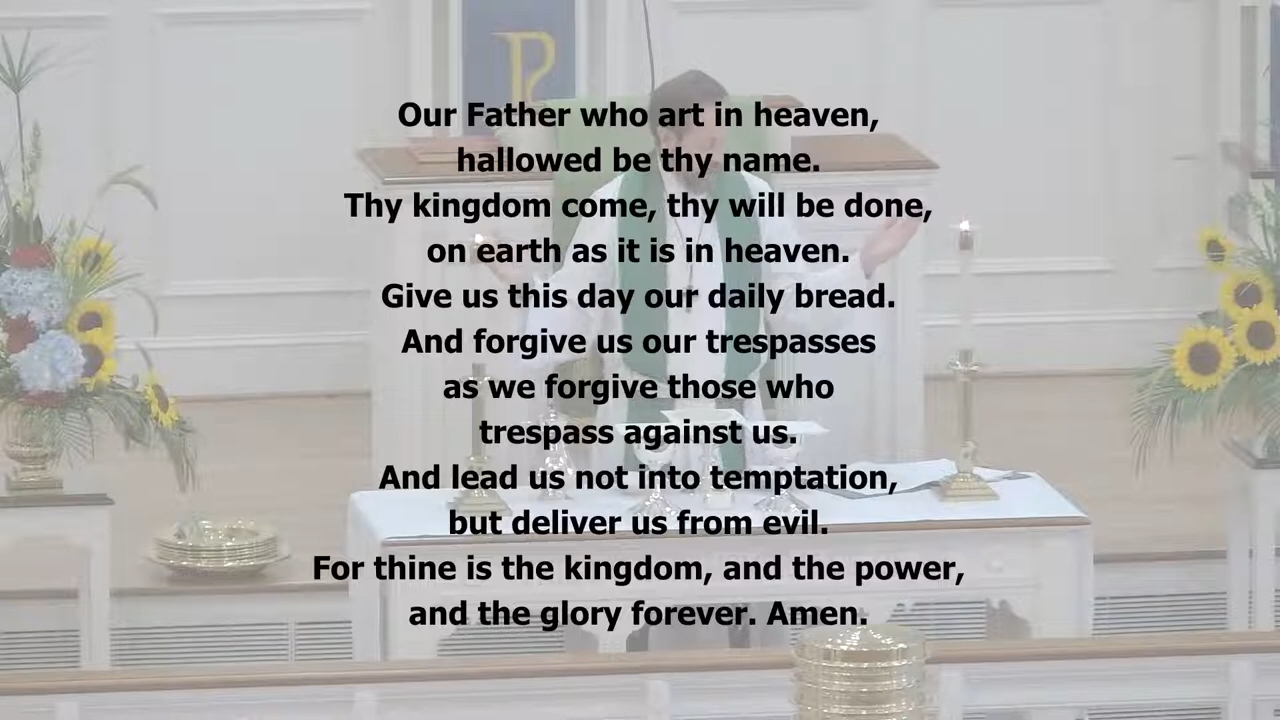 Our Father who art in heaven,
hallowed be thy name.
Thy kingdom come, thy will be done,
on earth as it is in heaven.
Give us this day our daily bread.
And forgive us our trespasses
as we forgive those who
trespass against us.
And lead us not into temptation,
but deliver us from evil.
For thine is the kingdom, and the power,
and the glory forever. Amen.